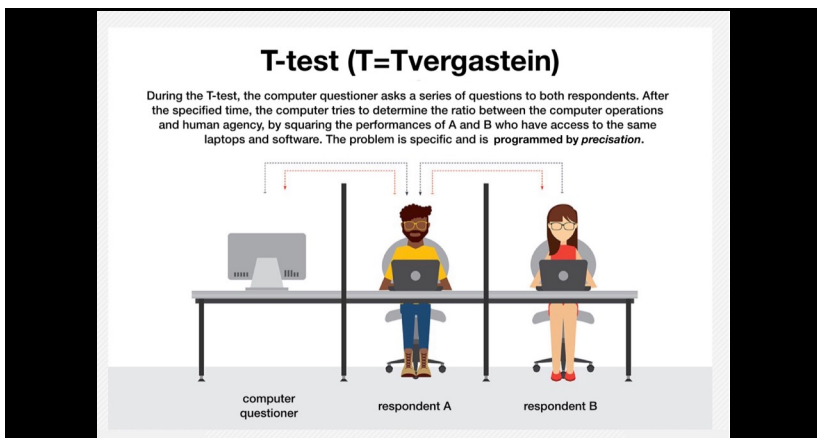 T-test (T=Tvergastein)
During the T-test, the computer questioner asks a series of questions to both respondents. After
the specified time, the computer tries to determine the ratio between the computer operations
and human agency, by squaring the performances of A and B who have access to the same
laptops and software. The problem is specific and is programmed by precisation.
computer
questioner
respondent A
respondent B